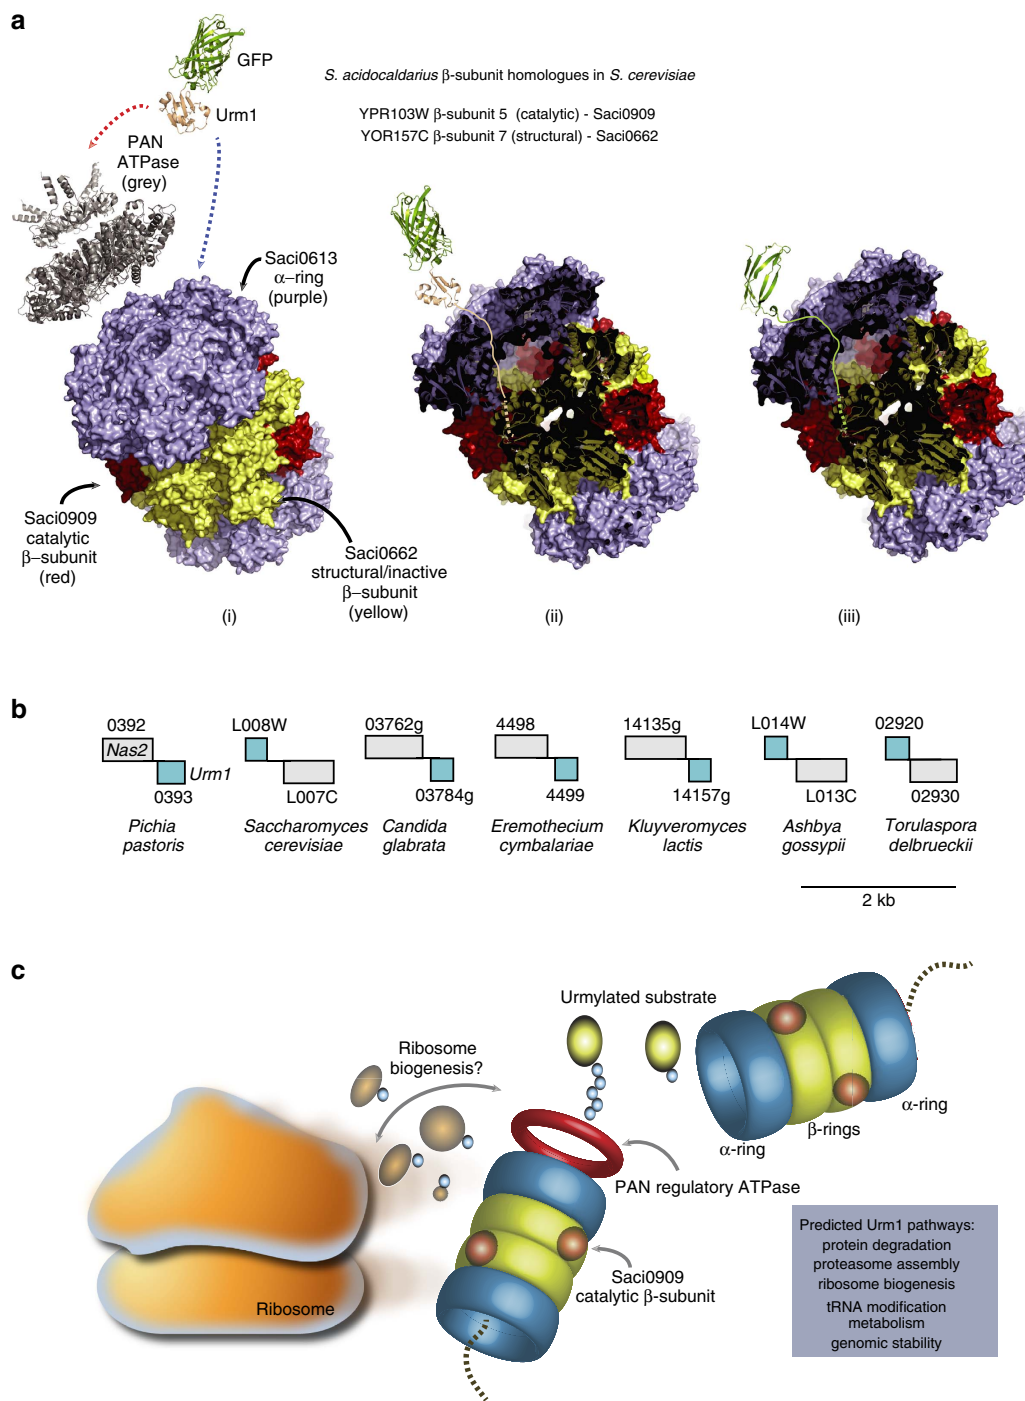 a
GFP
Urm1
S. acidocaldarius β-subunit homologues in S. cerevisiae
YPR103W β-subunit 5 (catalytic) - Saci0909
YOR157C β-subunit 7 (structural) - Saci0662
PAN
ATPase
(grey)
Saci0613
α–ring
(purple)
Saci0909
catalytic
β–subunit
(red)
Saci0662
structural/inactive
β–subunit
(yellow)
(i)
(ii)
(iii)
b
0392
Nas2
Urm1
0393
Pichia
pastoris
L008W
L007C
Saccharomyces
cerevisiae
03762g
03784g
Candida
glabrata
4498
4499
Eremothecium
cymbalariae
14135g
14157g
Kluyveromyces
lactis
L014W
L013C
Ashbya
gossypii
02920
02930
Torulaspora
delbrueckii
2 kb
c
Urmylated substrate
Ribosome
biogenesis?
α-ring
β-rings
α-ring
PAN regulatory ATPase
Saci0909
catalytic β-subunit
Ribosome
Predicted Urm1 pathways:
protein degradation
proteasome assembly
ribosome biogenesis
tRNA modification
metabolism
genomic stability